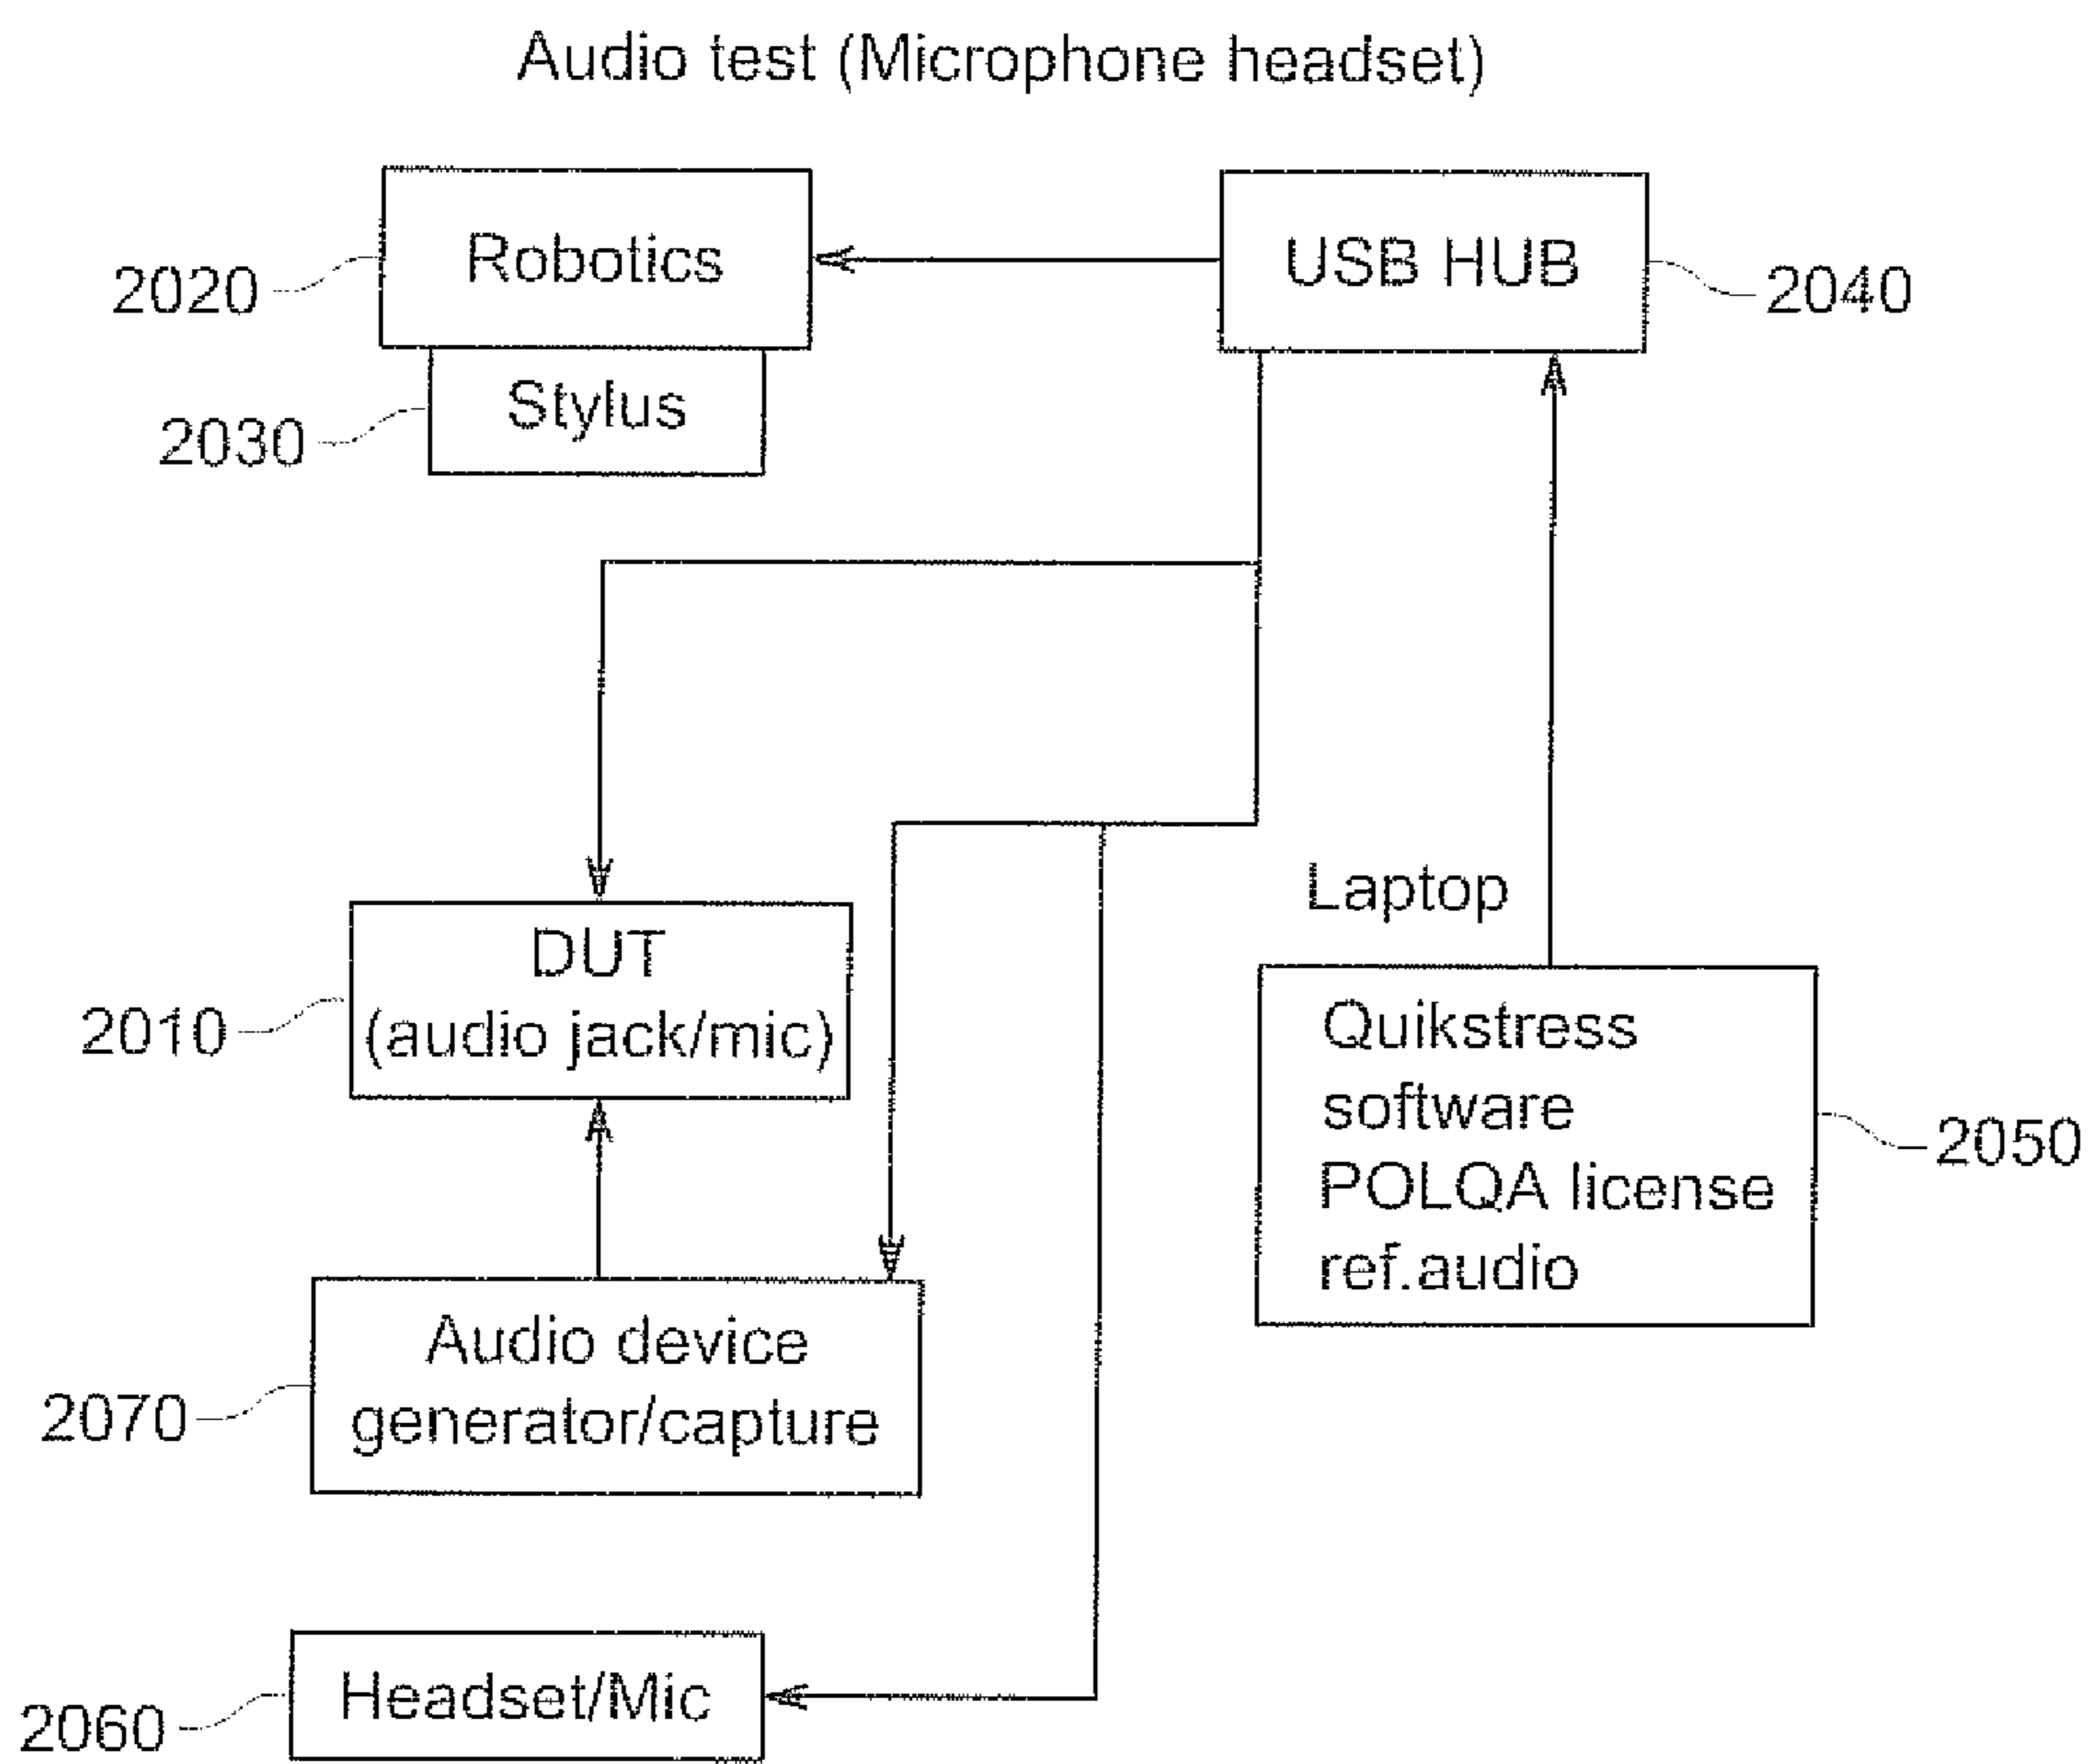 Audio test (Microphone headset)
Robotics
USB HUB
2020
2040
Stylus
2030
Laptop
DUT
(audio jack/mic)
2010
Quikstress
software
POLQA license
ref.audio
2050
Audio device
generator/capture
2070
Headset/Mic
2060